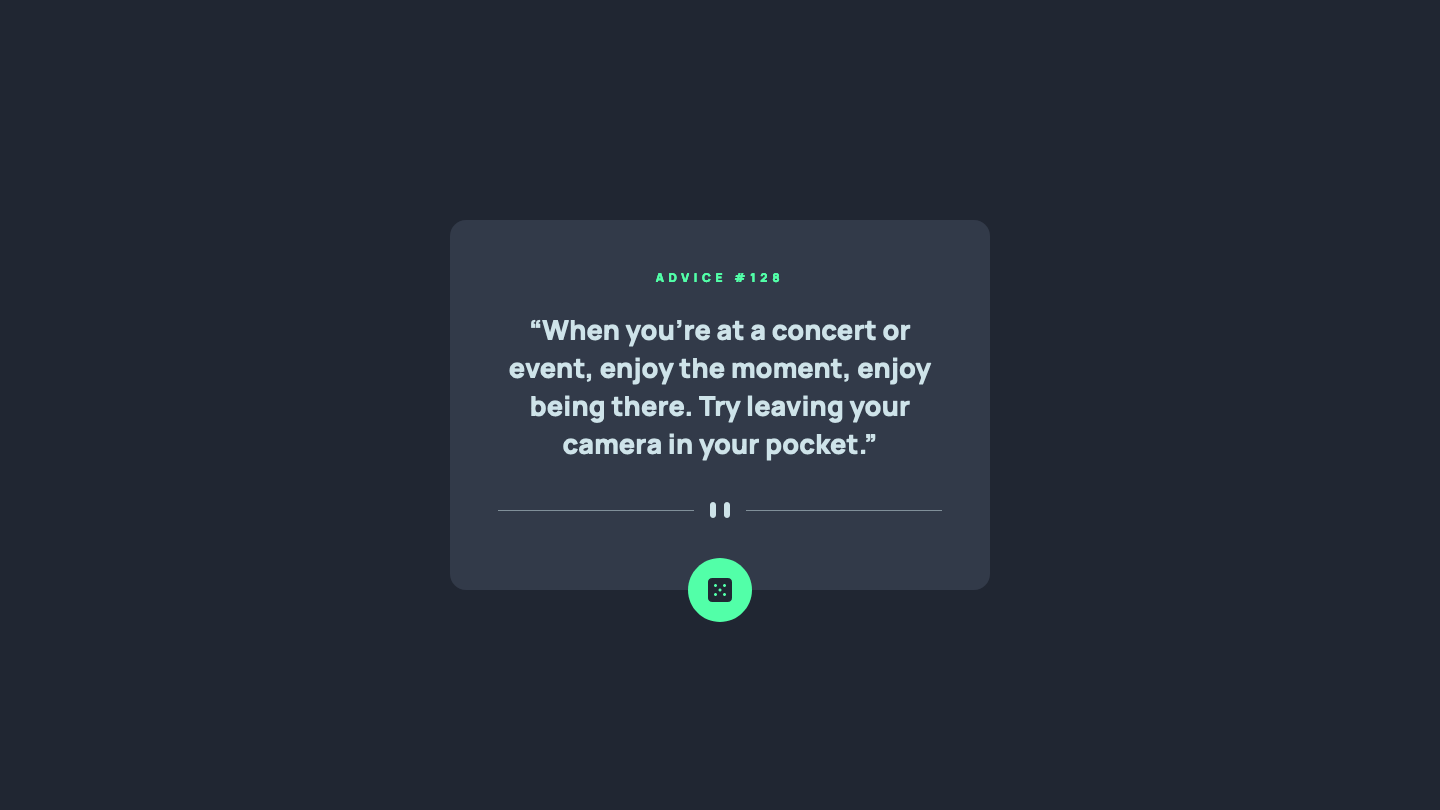 ADVICE #128
“When you’re at a concert or
event, enjoy the moment, enjoy
being there. Try leaving your
camera in your pocket.”